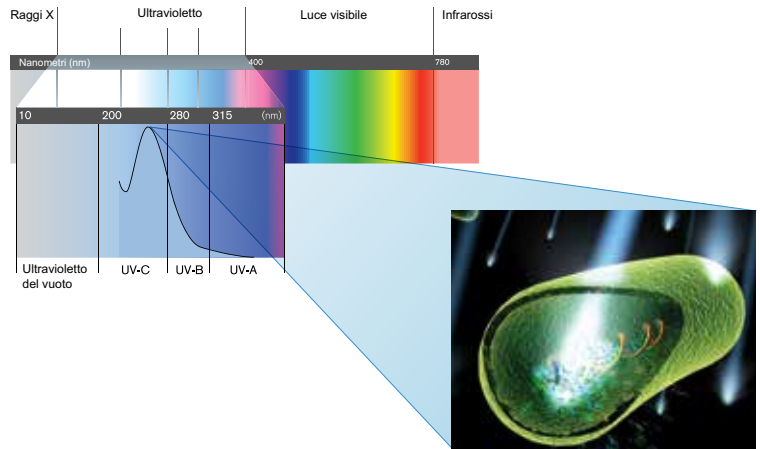 Raggi X
Ultravioletto
Luce visibile
Infrarossi
Nanometri (nm)
400
780
10
200
280
315
(nm)
Ultravioletto
del vuoto
UV-C
UV-B
UV-A